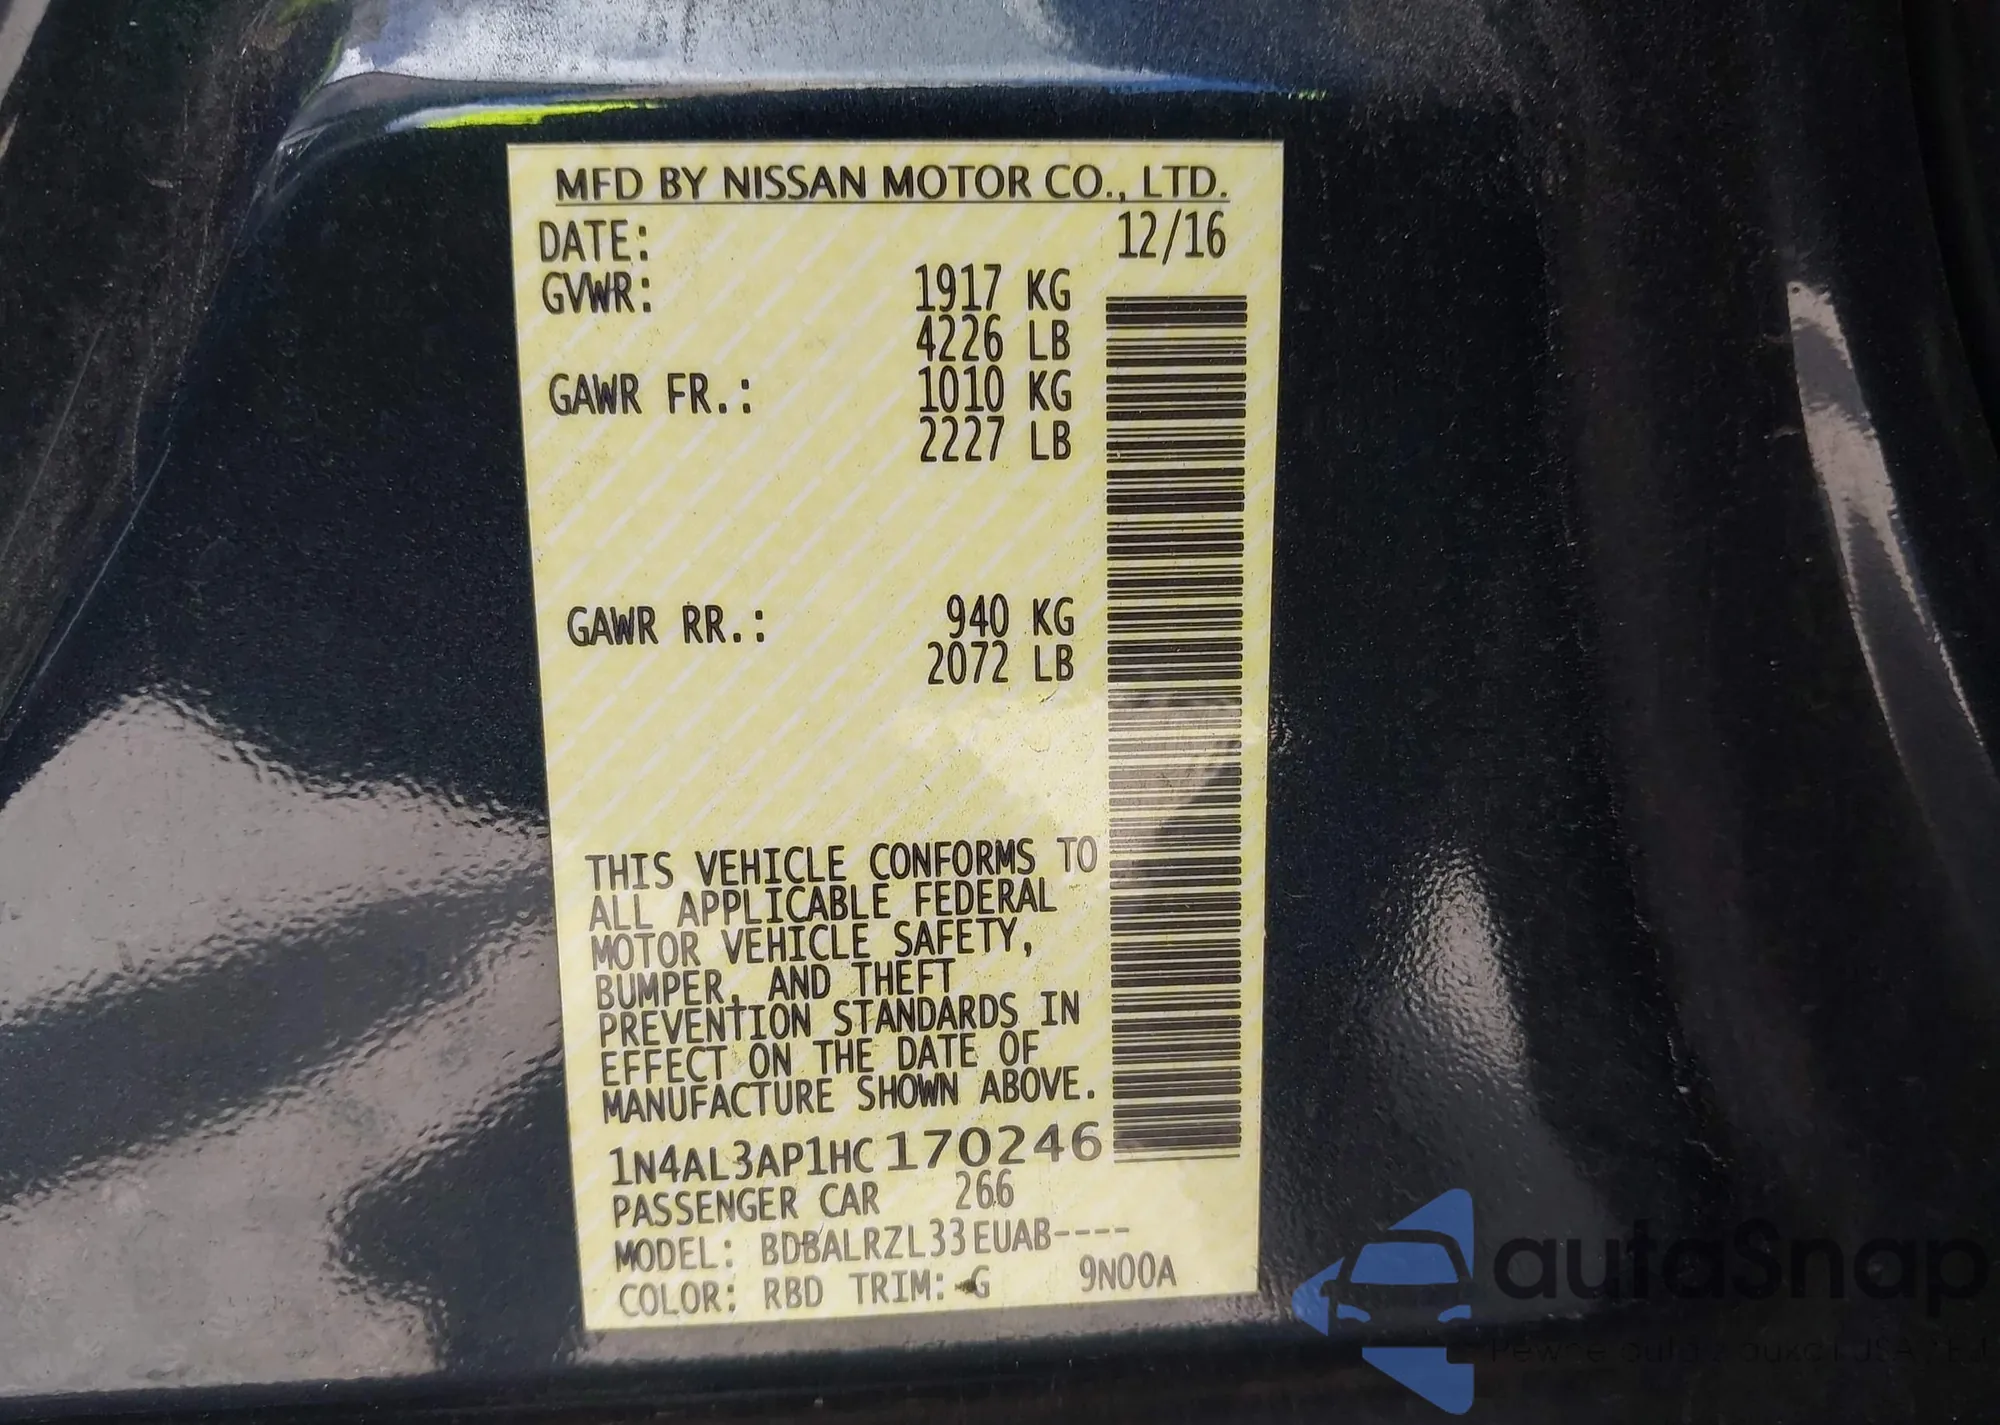 MFD BY NISSAN MOTOR CO., LTD.
DATE: 12/16
GVWR: 1917 KG
4226 LB
GAWR FR.: 1010 KG
2227 LB
GAWR RR.: 940 KG
2072 LB
THIS VEHICLE CONFORMS TO
ALL APPLICABLE FEDERAL
MOTOR VEHICLE SAFETY,
BUMPER, AND THEFT
PREVENTION STANDARDS IN
EFFECT ON THE DATE OF
MANUFACTURE SHOWN ABOVE.
1N4AL3AP1HC170246
PASSENGER CAR 266
MODEL: BDBALRZL33EUAB----
COLOR: RBD TRIM: G 9N00A
autaSnap